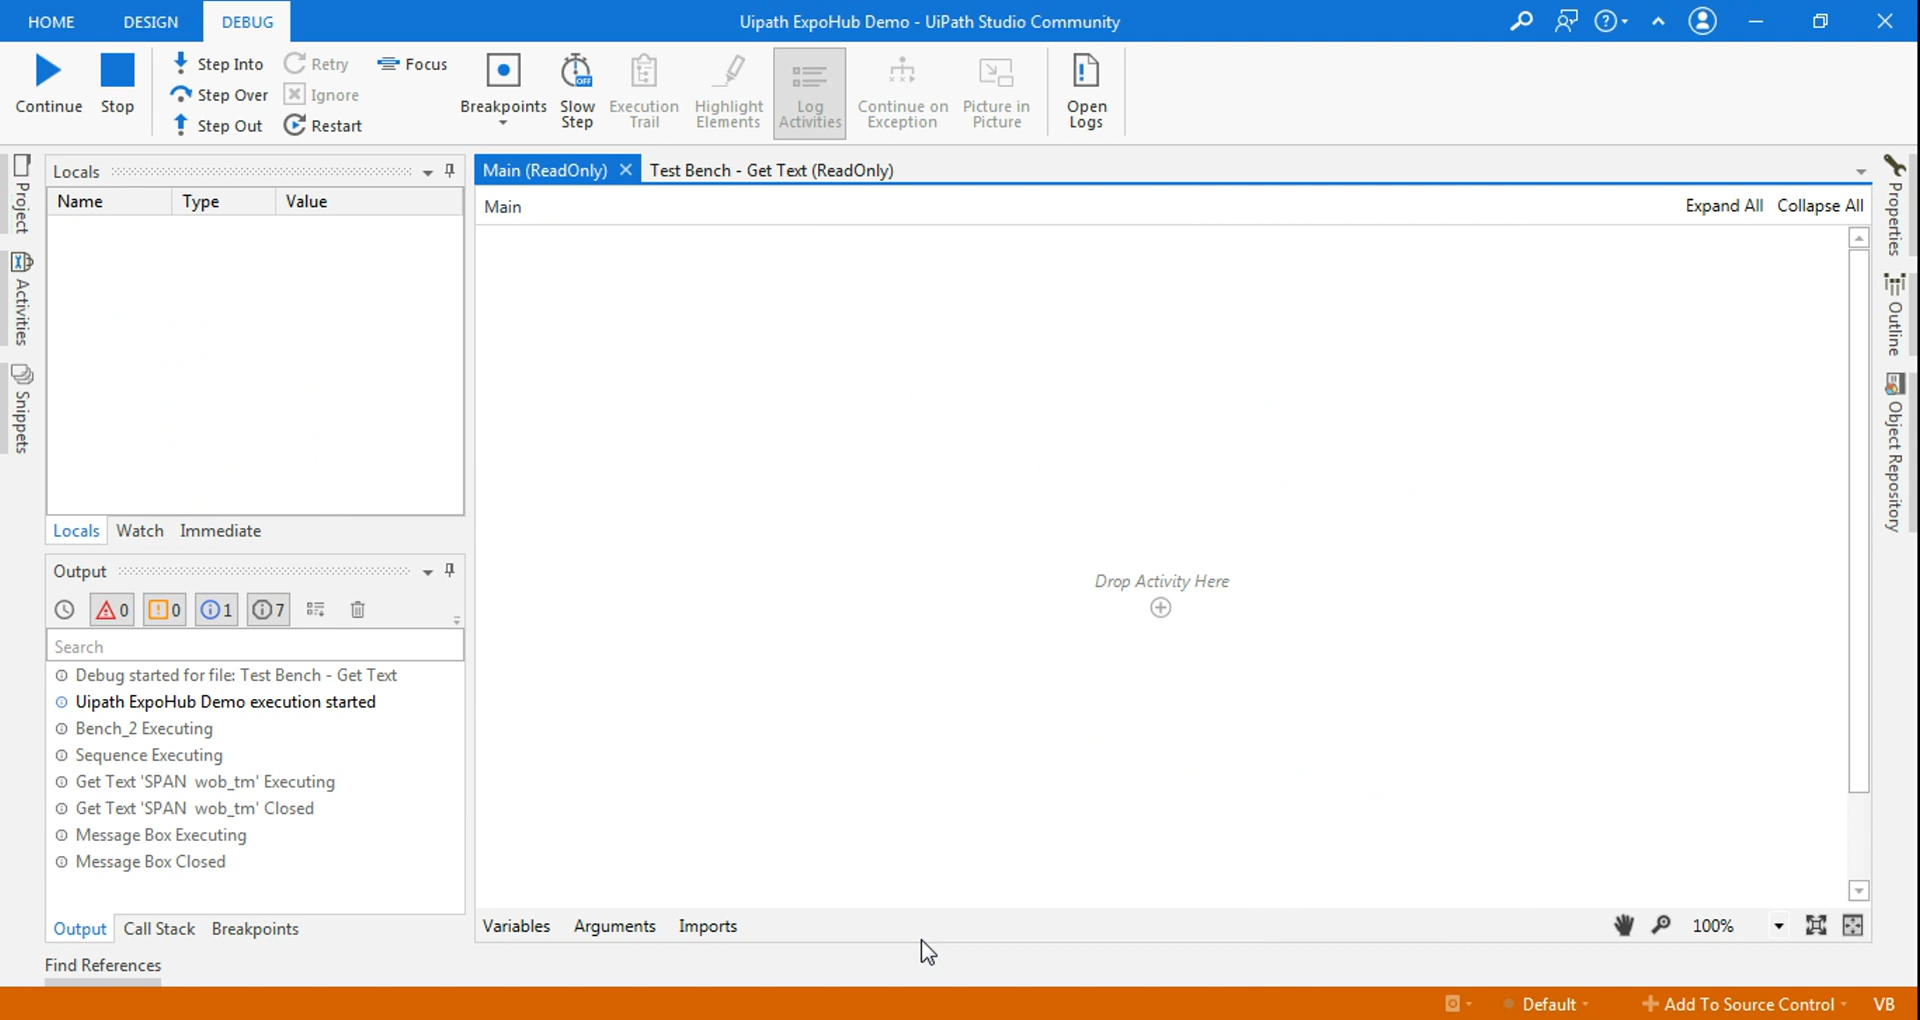 HOME DESIGN DEBUG Uipath ExpoHub Demo - UiPath Studio Community
Continue Stop
Step Into
Step Over
Step Out
Retry
Ignore
Restart
Focus
Breakpoints
Slow
Step
OFF
Execution
Trail
Highlight
Elements
Log
Activities
Continue on
Exception
Picture in
Picture
Open
Logs
Project
Activities
Snippets
Locals
Name Type Value
Locals Watch Immediate
Output
0 0 1 7
Search
Debug started for file: Test Bench - Get Text
Uipath ExpoHub Demo execution started
Bench_2 Executing
Sequence Executing
Get Text 'SPAN wob_tm' Executing
Get Text 'SPAN wob_tm' Closed
Message Box Executing
Message Box Closed
Output Call Stack Breakpoints
Find References
Main (ReadOnly) Test Bench - Get Text (ReadOnly)
Main Expand All Collapse All
Drop Activity Here
Variables Arguments Imports 100%
Properties
Outline
Object Repository
Default Add To Source Control VB